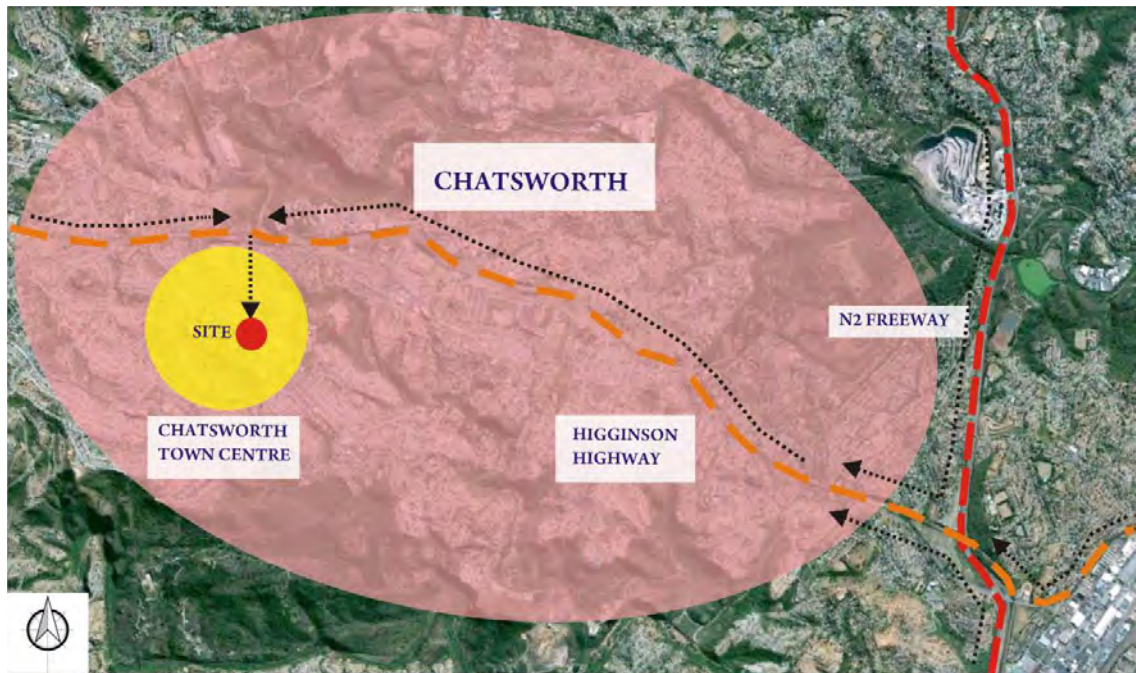 CHATSWORTH
N2 FREEWAY
SITE
CHATSWORTH
TOWN CENTRE
HIGGINSON
HIGHWAY